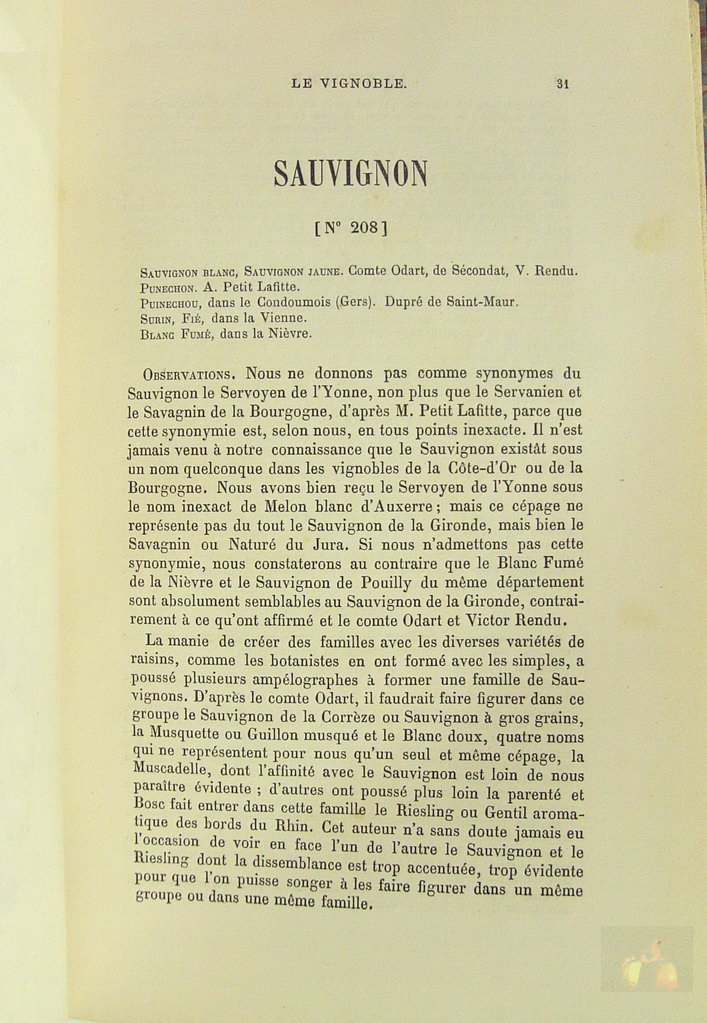 LE VIGNOBLE. 31
SAUVIGNON
[N° 208]
SAUVIGNON BLANC, SAUVIGNON JAUNE. Comte Odart, de Sécondat, V. Rendu.
PUNECHON. A. Petit Lafitte.
PUINECHOU, dans le Condoumois (Gers). Dupré de Saint-Maur.
SURIN, FIÉ, dans la Vienne.
BLANC FUMÉ, dans la Nièvre.
OBSERVATIONS. Nous ne donnons pas comme synonymes du
Sauvignon le Servoyen de l'Yonne, non plus que le Servanien et
le Savagnin de la Bourgogne, d'après M. Petit Lafitte, parce que
cette synonymie est, selon nous, en tous points inexacte. Il n'est
jamais venu à notre connaissance que le Sauvignon existât sous
un nom quelconque dans les vignobles de la Côte-d'Or ou de la
Bourgogne. Nous avons bien reçu le Servoyen de l'Yonne sous
le nom inexact de Melon blanc d'Auxerre; mais ce cépage ne
représente pas du tout le Sauvignon de la Gironde, mais bien le
Savagnin ou Naturé du Jura. Si nous n'admettons pas cette
synonymie, nous constaterons au contraire que le Blanc Fumé
de la Nièvre et le Sauvignon de Pouilly du même département
sont absolument semblables au Sauvignon de la Gironde, contrai-
rement à ce qu'ont affirmé et le comte Odart et Victor Rendu.
La manie de créer des familles avec les diverses variétés de
raisins, comme les botanistes en ont formé avec les simples, a
poussé plusieurs ampélographes à former une famille de Sau-
vignons. D'après le comte Odart, il faudrait faire figurer dans ce
groupe le Sauvignon de la Corrèze ou Sauvignon à gros grains,
la Musquette ou Guillon musqué et le Blanc doux, quatre noms
qui ne représentent pour nous qu'un seul et même cépage, la
Muscadelle, dont l'affinité avec le Sauvignon est loin de nous
paraître évidente; d'autres ont poussé plus loin la parenté et
Bosc fait entrer dans cette famille le Riesling ou Gentil aroma-
tique des bords du Rhin. Cet auteur n'a sans doute jamais eu
l'occasion de voir en face l'un de l'autre le Sauvignon et le
Riesling dont la dissemblance est trop accentuée, trop évidente
pour que l'on puisse songer à les faire figurer dans un même
groupe ou dans une même famille.